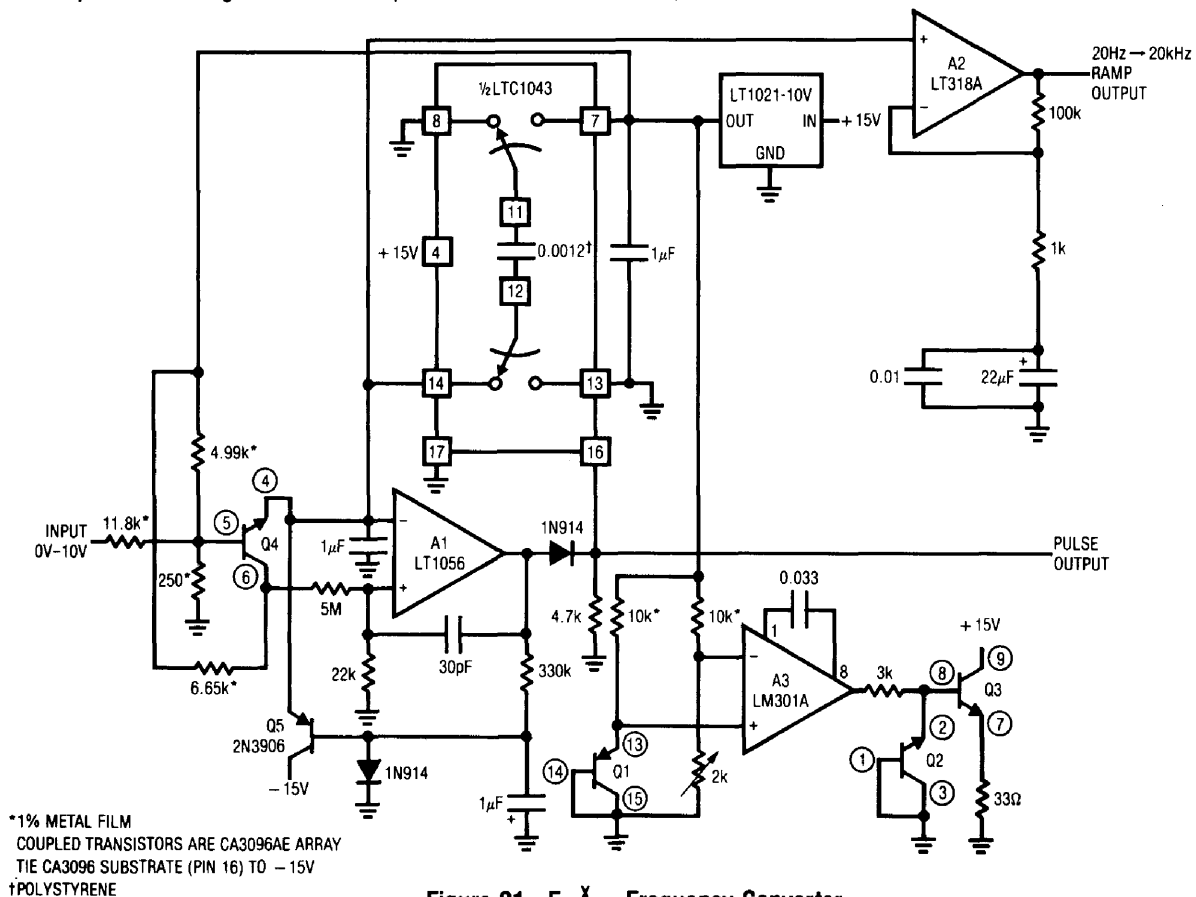 ½LTC1043
8
7
11
0.0012†
12
+15V
4
14
13
17
16
1µF
LT1021-10V
OUT
IN
GND
+15V
+
A2
LT318A
−
20Hz → 20kHz
RAMP
OUTPUT
100k
1k
0.01
+
22µF
4.99k*
4
INPUT
0V–10V
11.8k*
5
Q4
6
250*
1µF
−
A1
LT1056
+
5M
1N914
PULSE
OUTPUT
4.7k
10k*
10k*
0.033
1
8
−
A3
LM301A
+
3k
+15V
8
9
Q3
7
6.65k*
22k
30pF
330k
Q5
2N3906
−15V
1N914
1µF
+
13
14
Q1
15
2k
2
1
Q2
3
33Ω
*1% METAL FILM
COUPLED TRANSISTORS ARE CA3096AE ARRAY
TIE CA3096 SUBSTRATE (PIN 16) TO −15V
†POLYSTYRENE
Frequency Converter